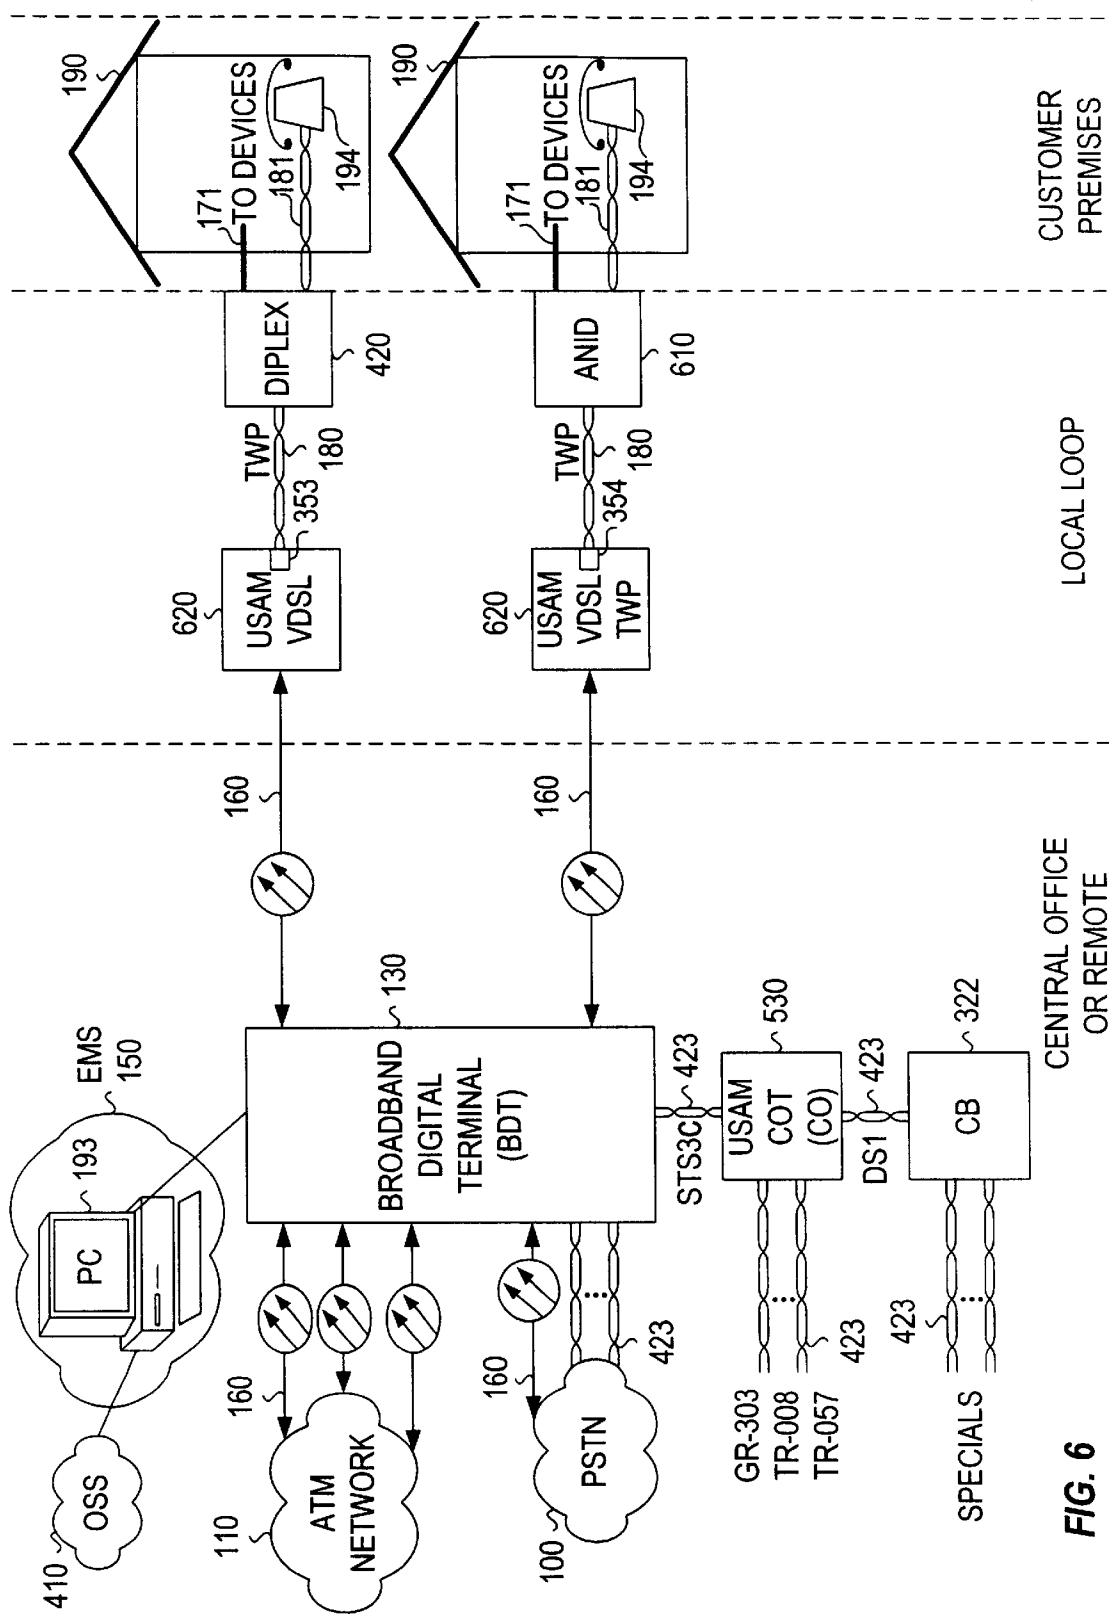 OSS
410
PC
193
EMS
150
110
ATM
NETWORK
160
100
PSTN
160
423
BROADBAND
DIGITAL
TERMINAL
(BDT)
130
160
160
620
USAM
VDSL
353
TWP
180
DIPLEX
420
171
TO DEVICES
181
194
190
620
USAM
VDSL
TWP
354
TWP
180
ANID
610
171
TO DEVICES
181
194
190
STS3C
423
USAM
COT
(CO)
530
DS1
423
CB
322
GR-303
TR-008
TR-057
423
SPECIALS
423
CENTRAL OFFICE
OR REMOTE
LOCAL LOOP
CUSTOMER
PREMISES
FIG. 6